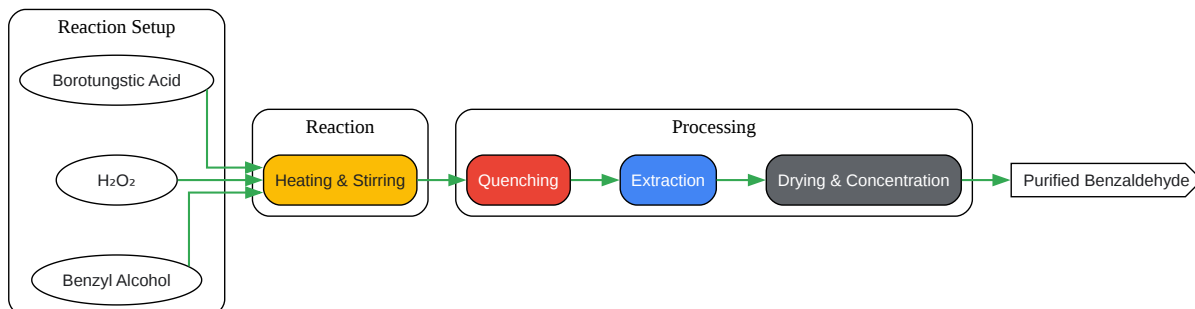 Reaction Setup
Borotungstic Acid
H₂O₂
Benzyl Alcohol
Reaction
Heating & Stirring
Processing
Quenching
Extraction
Drying & Concentration
Purified Benzaldehyde